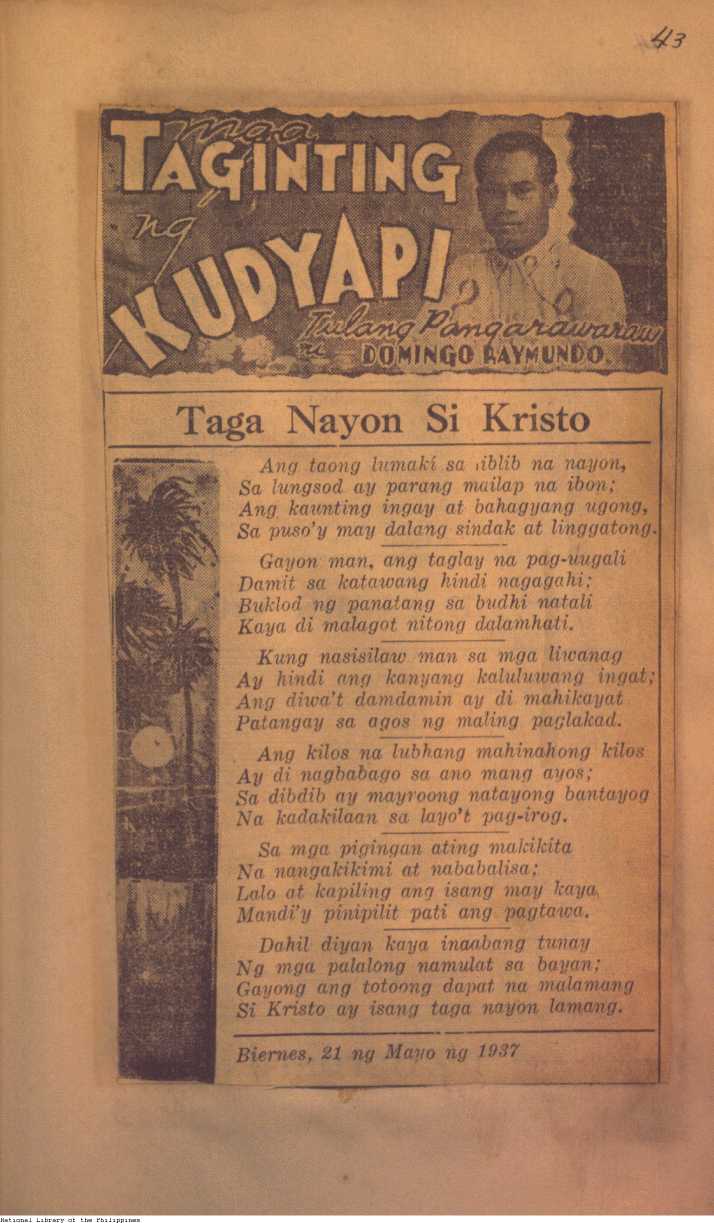 43
mga
TAGINTING
ng
KUDYAPI
Tulang Pangarawaraw
ni DOMINGO RAYMUNDO.
Taga Nayon Si Kristo
Ang taong lumaki sa liblib na nayon,
Sa lungsod ay parang mailap na ibon;
Ang kaunting ingay at bahagyang ugong,
Sa puso'y may dalang sindak at linggatong.
Gayon man, ang taglay na pag-uugali
Damit sa katawang hindi nagagahi;
Buklod ng panatang sa budhi natali
Kaya di malagot nitong dalamhati.
Kung nasisilaw man sa mga liwanag
Ay hindi ang kanyang kaluluwang ingat;
Ang diwa't damdamin ay di mahikayat
Patangay sa agos ng maling paglakad.
Ang kilos na lubhang mahinahong kilos
Ay di nagbabago sa ano mang ayos;
Sa dibdib ay mayroong natayong bantayog
Na kadakilaan sa layo't pag-irog.
Sa mga pigingan ating makikita
Na nangakikimi at nababalisa;
Lalo at kapiling ang isang may kaya,
Mandi'y pinipilit pati ang pagtawa.
Dahil diyan kaya inaabang tunay
Ng mga palalong namulat sa bayan;
Gayong ang totoong dapat na malamang
Si Kristo ay isang taga nayon lamang.
Biernes, 21 ng Mayo ng 1937
National Library of the Philippines